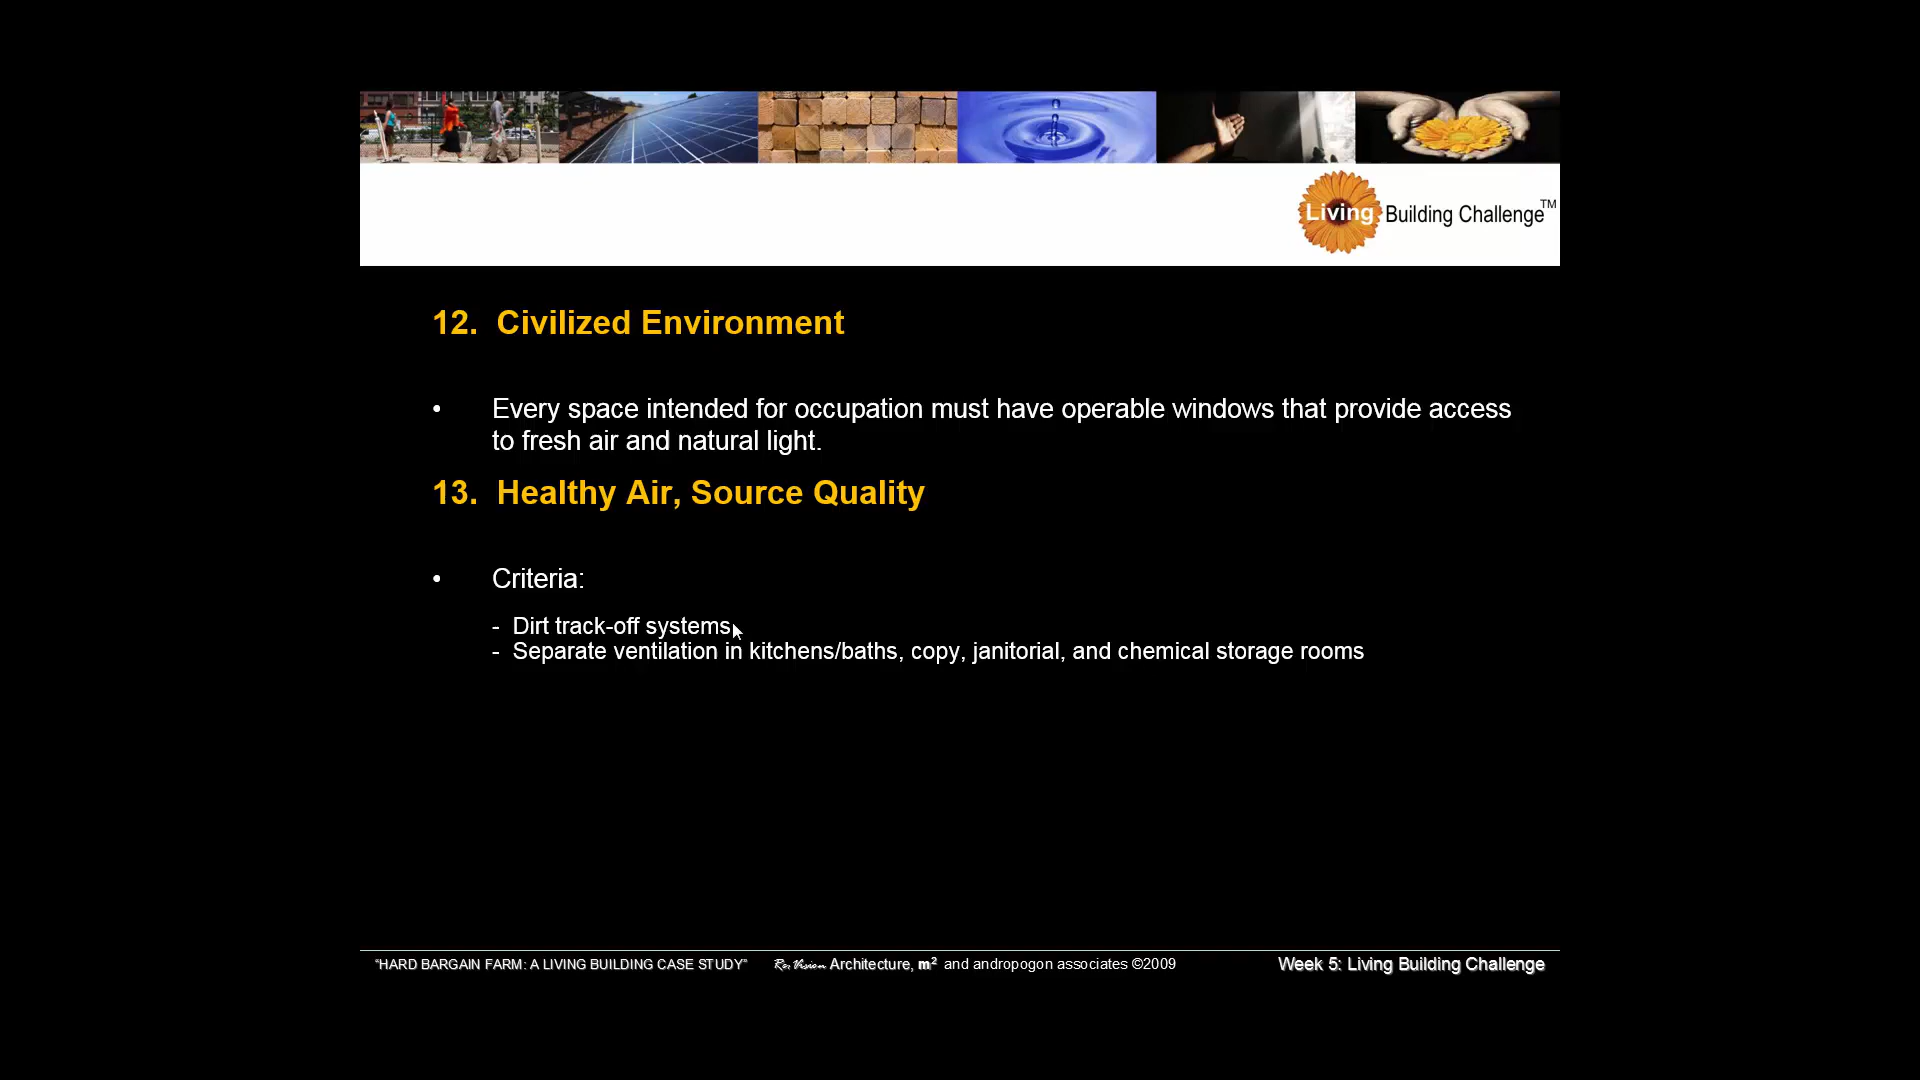 Living Building Challenge™
12. Civilized Environment
• Every space intended for occupation must have operable windows that provide access
to fresh air and natural light.
13. Healthy Air, Source Quality
• Criteria:
- Dirt track-off systems
- Separate ventilation in kitchens/baths, copy, janitorial, and chemical storage rooms
“HARD BARGAIN FARM: A LIVING BUILDING CASE STUDY” Re:Vision Architecture, m² and andropogon associates ©2009 Week 5: Living Building Challenge